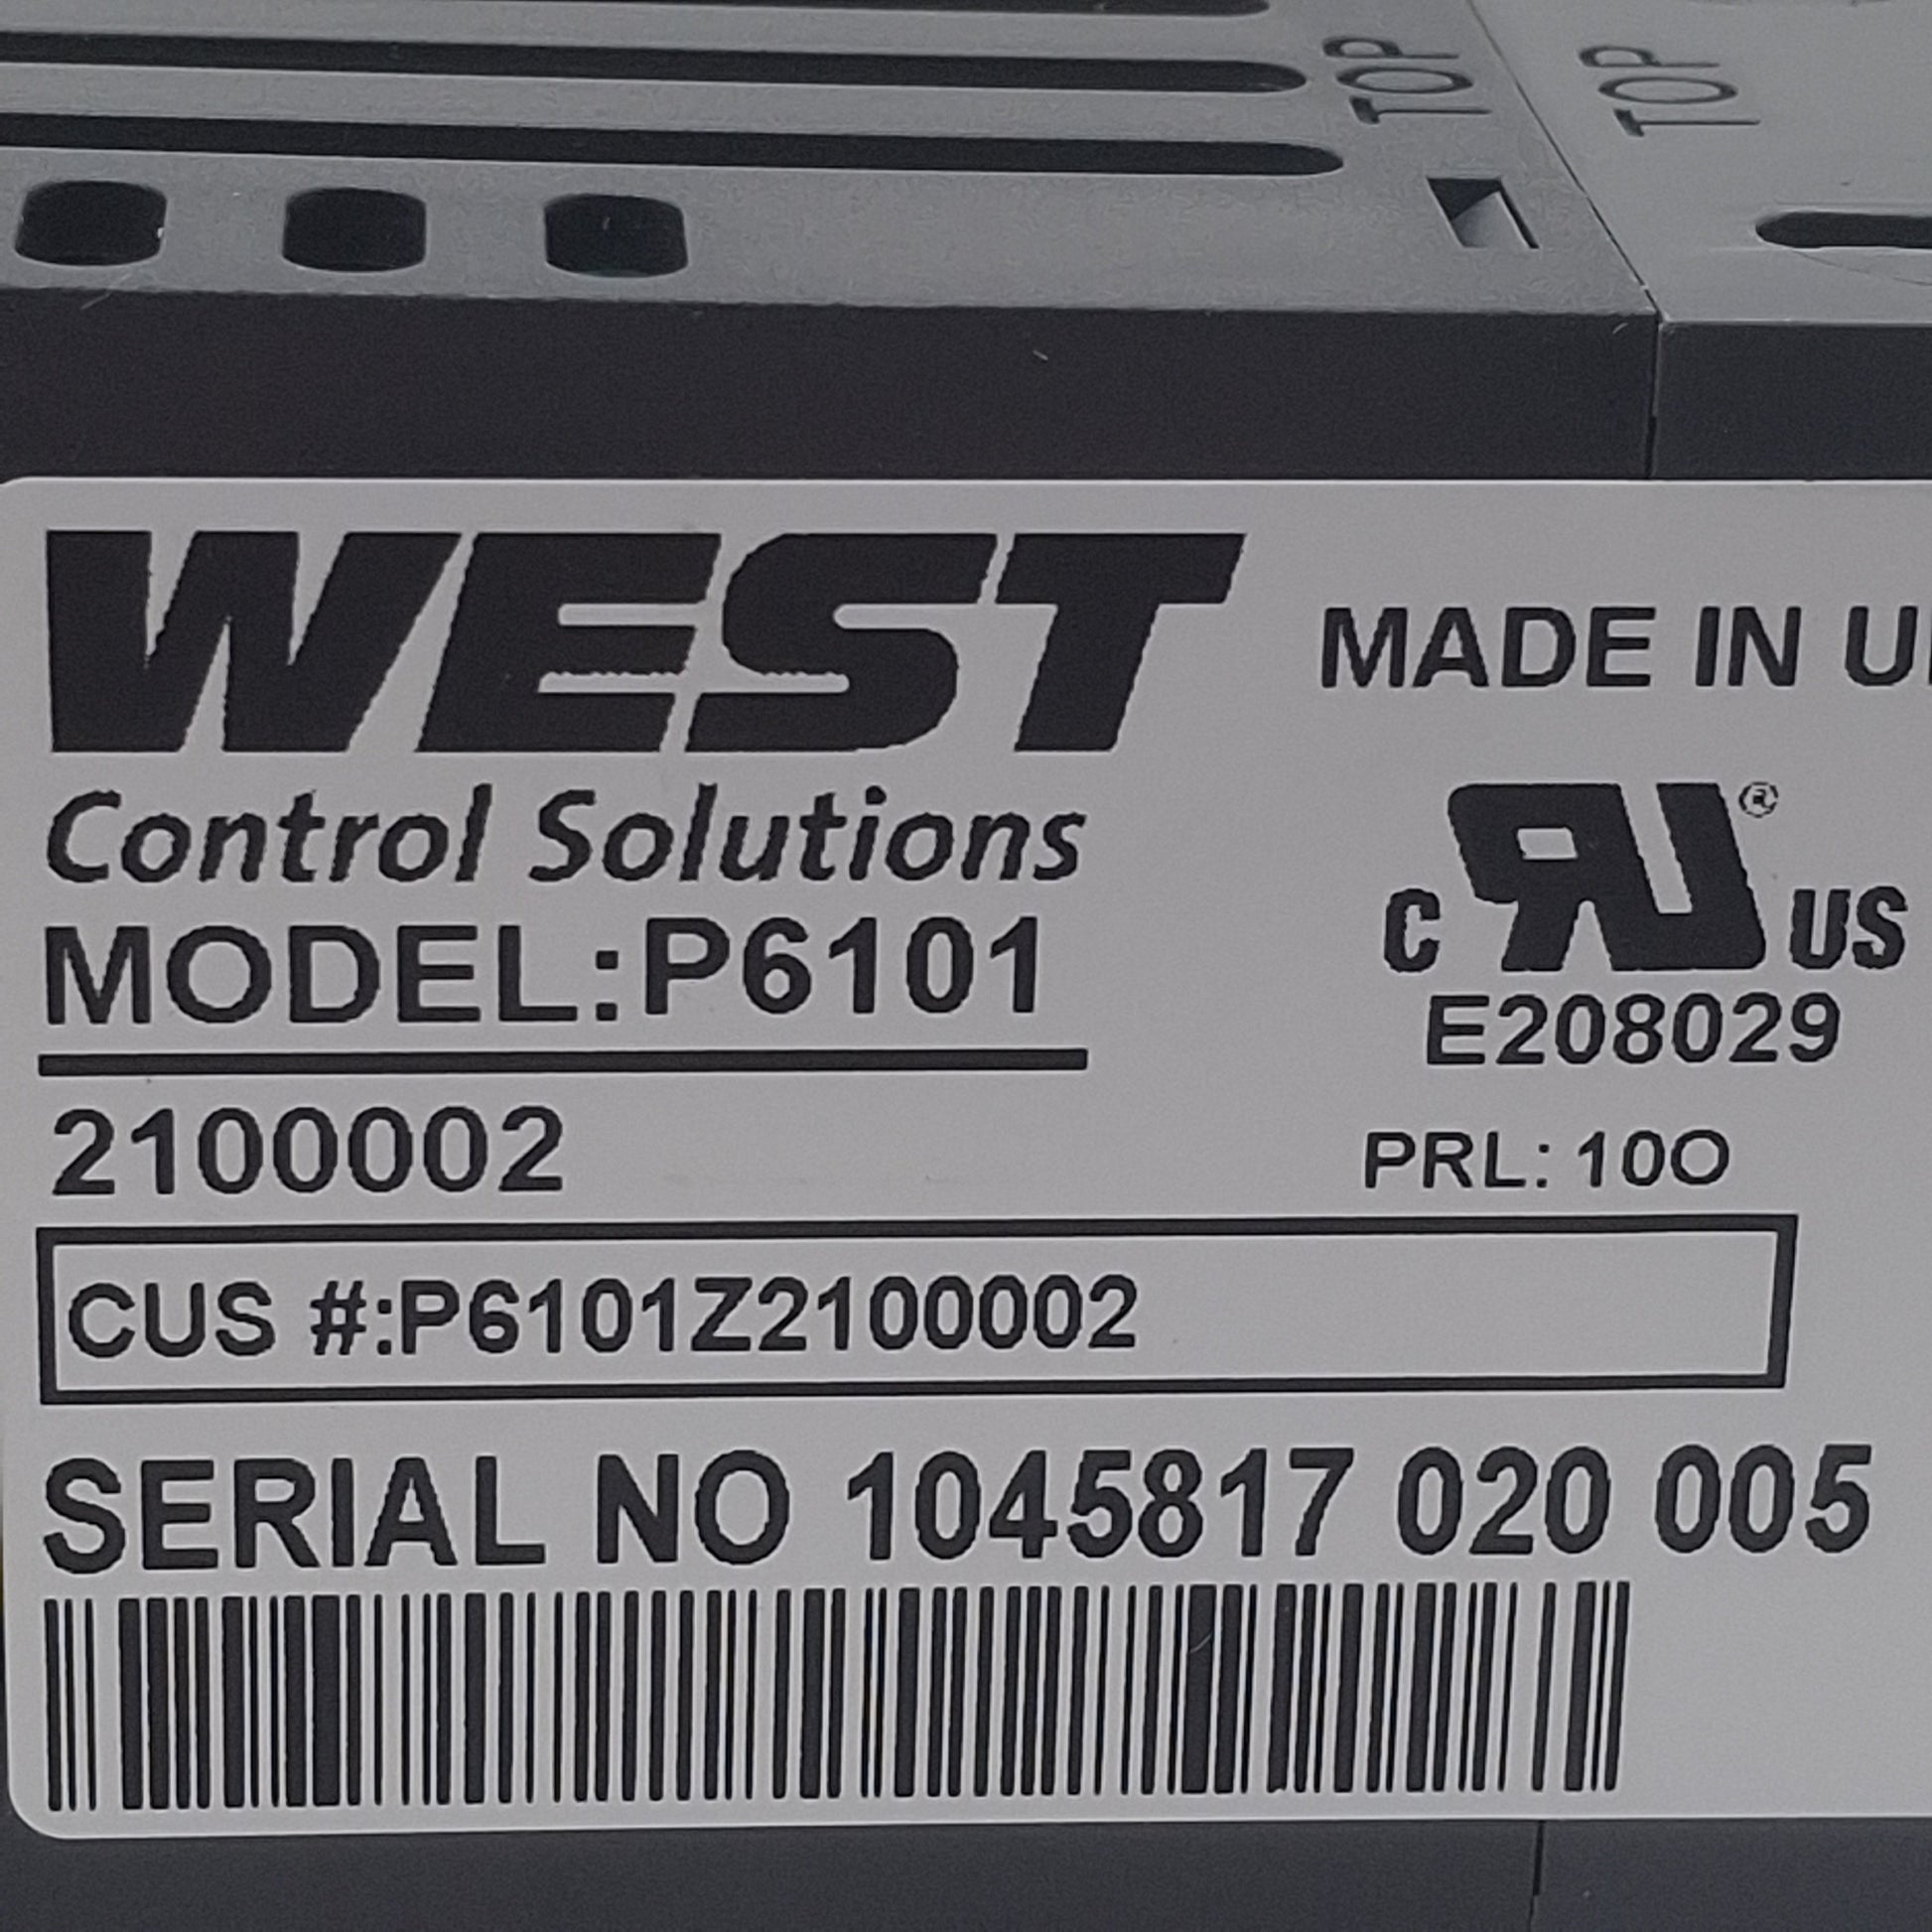 TOP
TOP
WEST
Control Solutions
MADE IN
MODEL:P6101
C RU® US
E208029
2100002
PRL: 10O
CUS #:P6101Z2100002
SERIAL NO 1045817 020 005